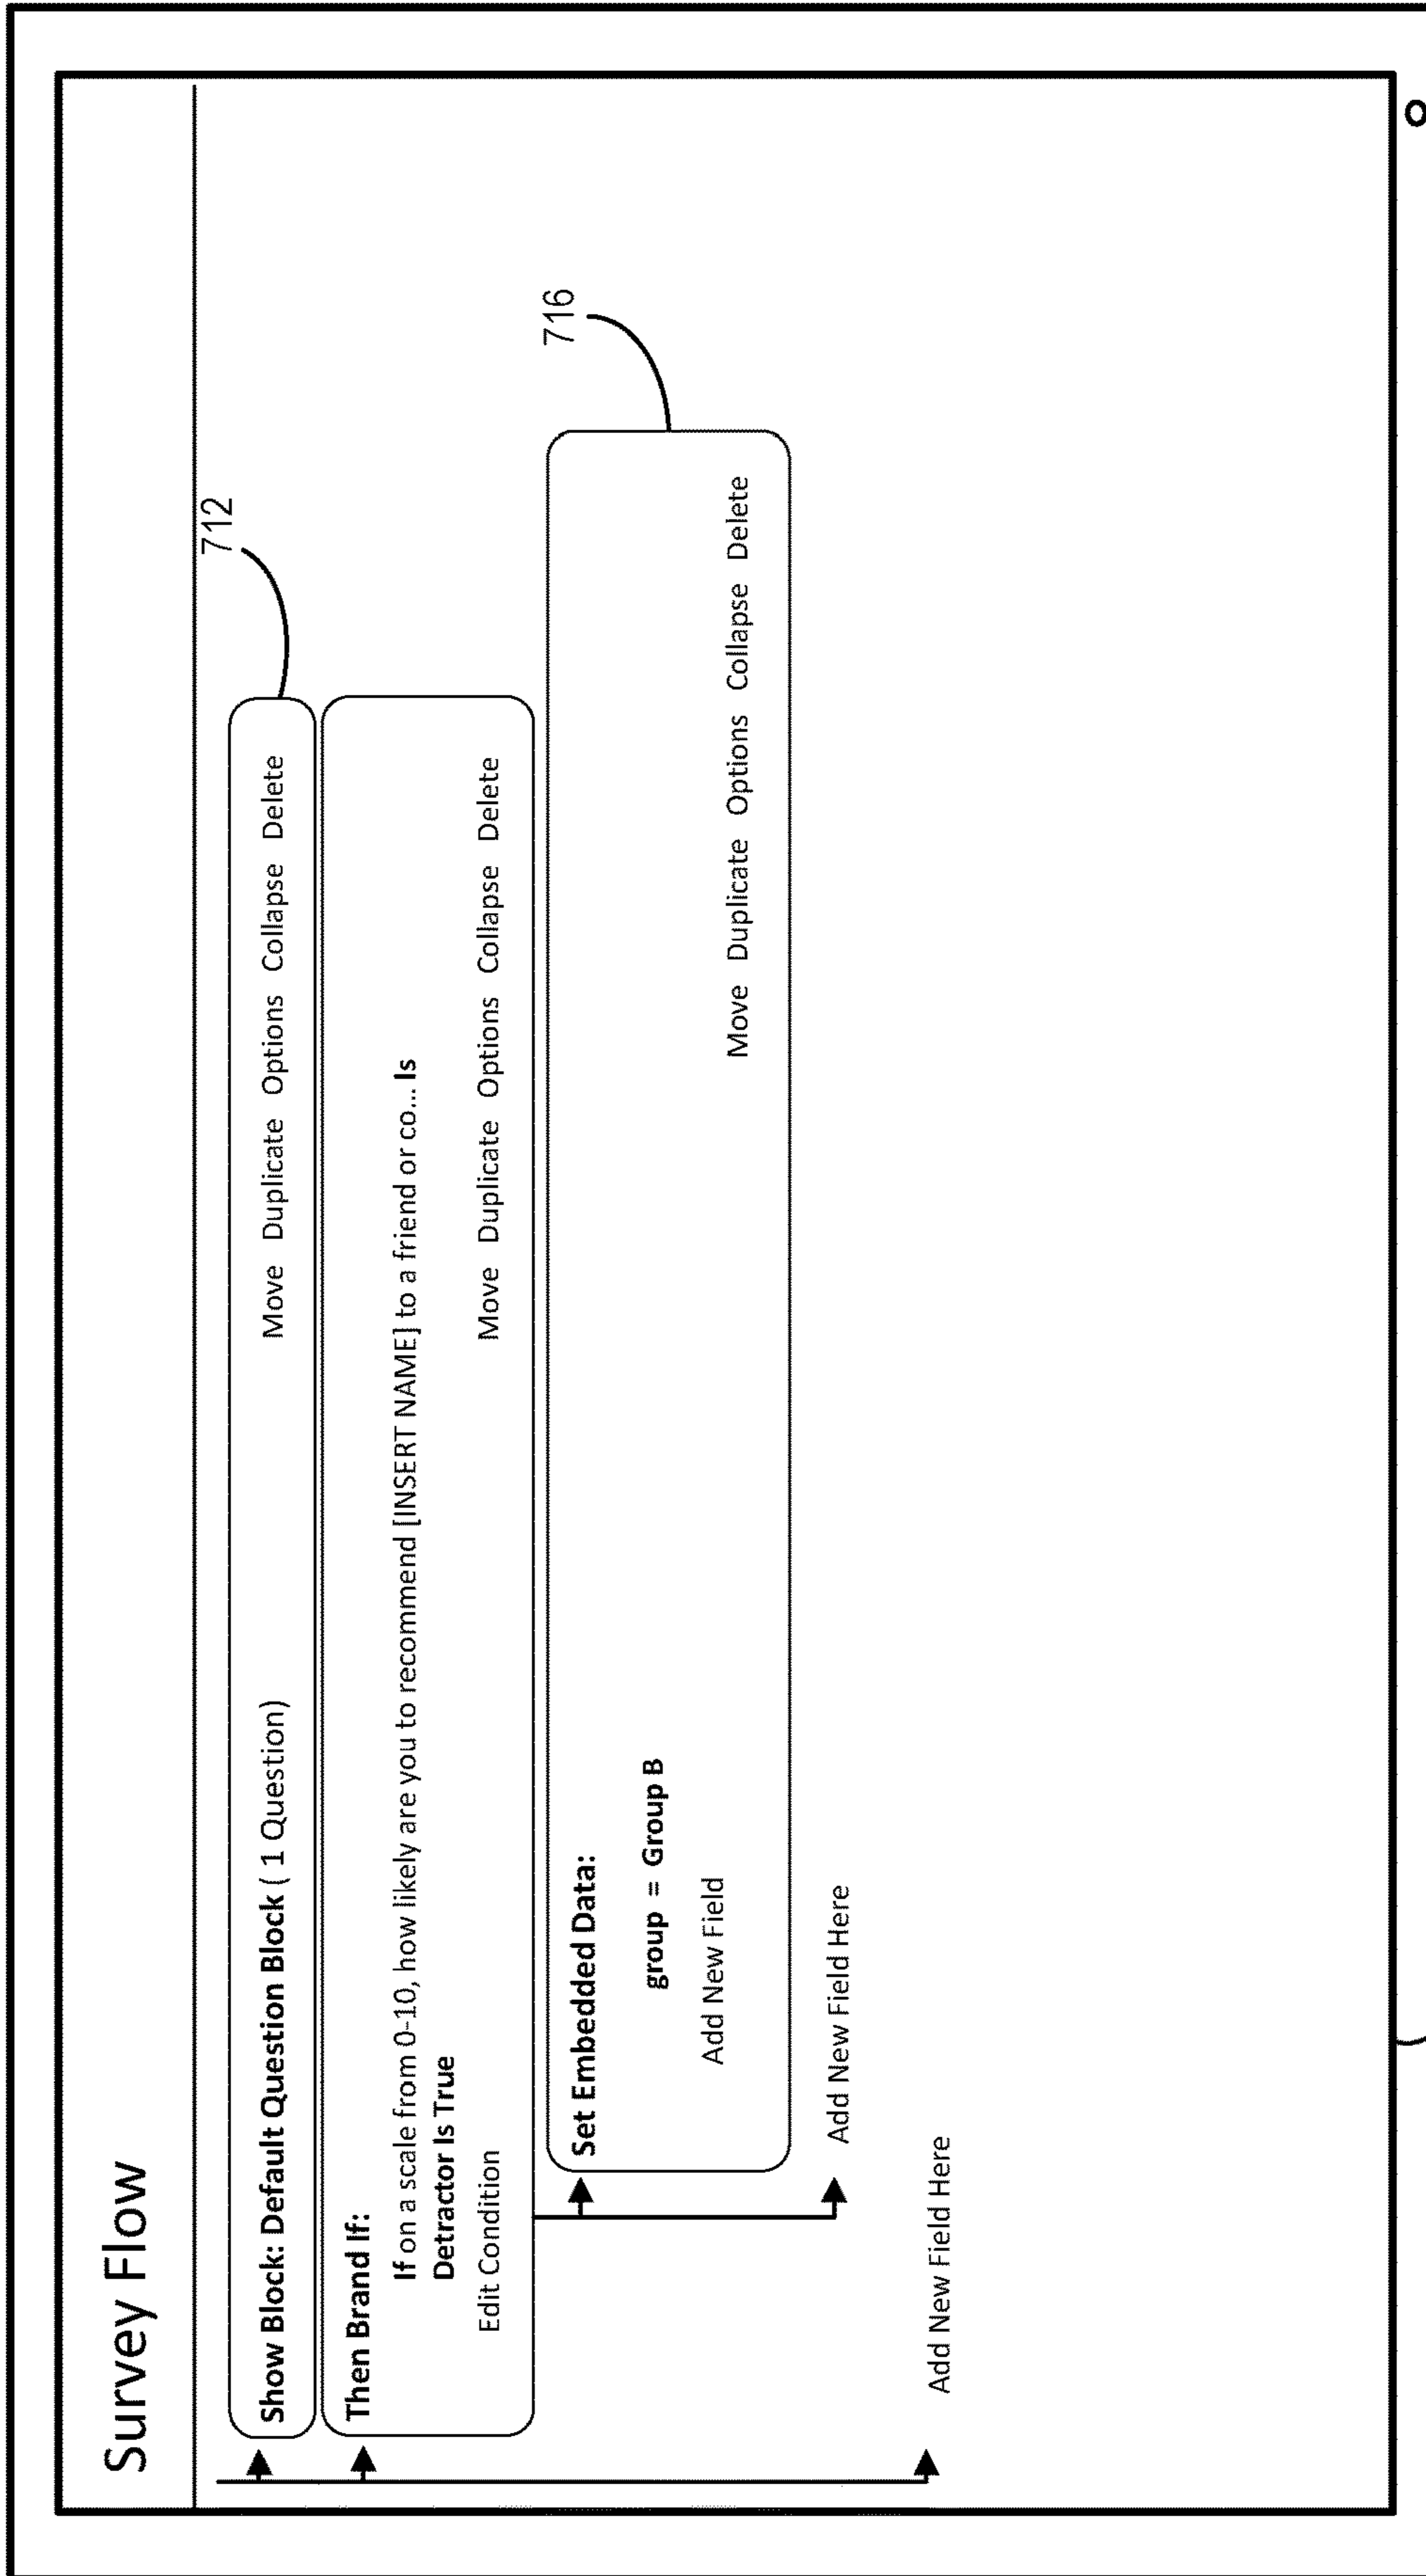 Survey Flow
712
Show Block: Default Question Block ( 1 Question)
Move Duplicate Options Collapse Delete
Then Brand If:
If on a scale from 0-10, how likely are you to recommend [INSERT NAME] to a friend or co... Is
Detractor Is True
Edit Condition
Move Duplicate Options Collapse Delete
716
Set Embedded Data:
group = Group B
Add New Field
Move Duplicate Options Collapse Delete
Add New Field Here
Add New Field Here